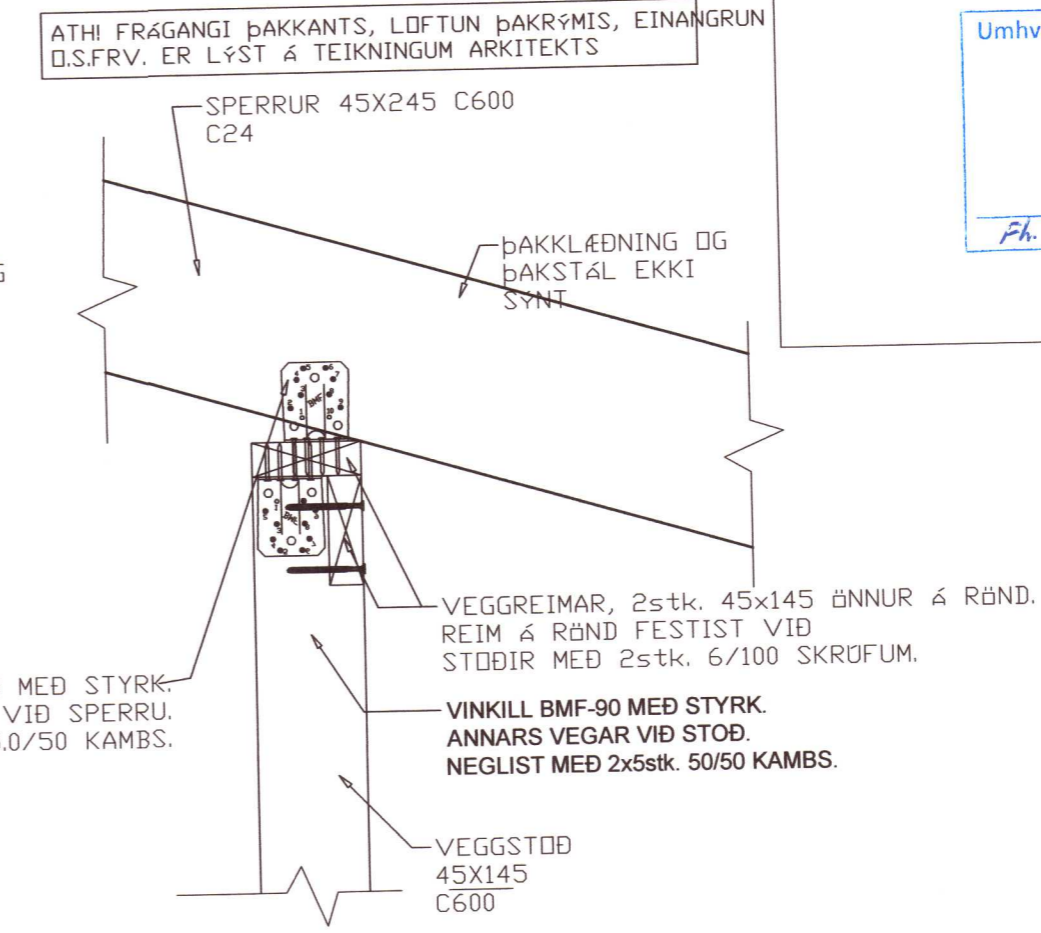 ATH! FRÁGANGI ÞAKKANTS, LOFTUN ÞAKRÝMIS, EINANGRUN
O.S.FRV. ER LÝST Á TEIKNINGUM ARKITEKTS
Umhv
SPERRUR 45X245 C600
C24
Fh.
ÞAKKLÆÐNING OG
ÞAKSTÁL EKKI
SÝNT
G
BMF
BMF
VEGGREIMAR, 2stk. 45x145 ÖNNUR Á RÖND.
REIM Á RÖND FESTIST VIÐ
STOÐIR MEÐ 2stk. 6/100 SKRÚFUM.
MEÐ STYRK.
VIÐ SPERRU.
.0/50 KAMBS.
VINKILL BMF-90 MEÐ STYRK.
ANNARS VEGAR VIÐ STOÐ.
NEGLIST MEÐ 2x5stk. 50/50 KAMBS.
VEGGSTOÐ
45X145
C600